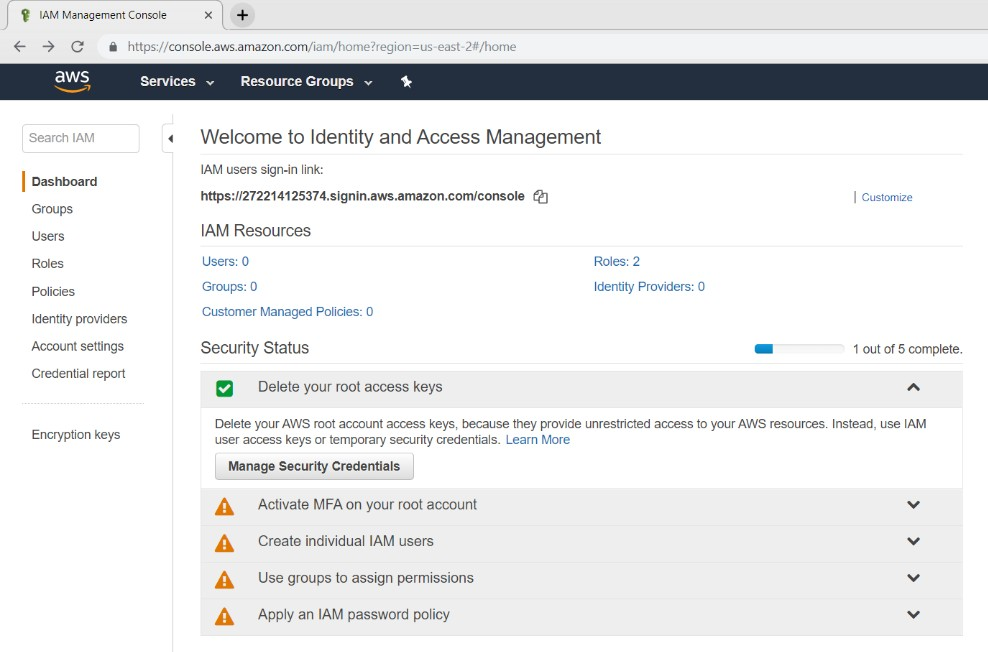 IAM Management Console
https://console.aws.amazon.com/iam/home?region=us-east-2#/home
aws Services Resource Groups
Search IAM
Dashboard
Groups
Users
Roles
Policies
Identity providers
Account settings
Credential report
Encryption keys
Welcome to Identity and Access Management
IAM users sign-in link:
https://272214125374.signin.aws.amazon.com/console | Customize
IAM Resources
Users: 0 Roles: 2
Groups: 0 Identity Providers: 0
Customer Managed Policies: 0
Security Status 1 out of 5 complete.
Delete your root access keys
Delete your AWS root account access keys, because they provide unrestricted access to your AWS resources. Instead, use IAM
user access keys or temporary security credentials. Learn More
Manage Security Credentials
Activate MFA on your root account
Create individual IAM users
Use groups to assign permissions
Apply an IAM password policy